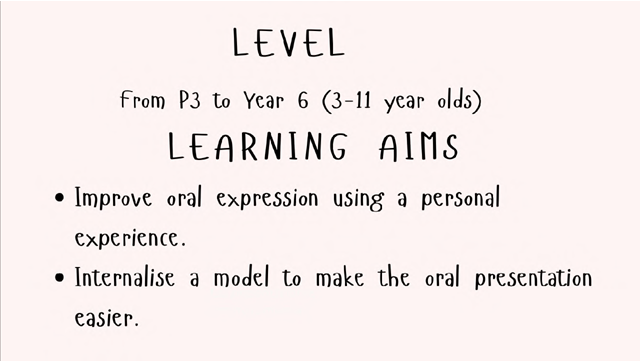 LEVEL
From P3 to Year 6 (3-11 year olds)
LEARNING AIMS
• Improve oral expression using a personal
experience.
• Internalise a model to make the oral presentation
easier.